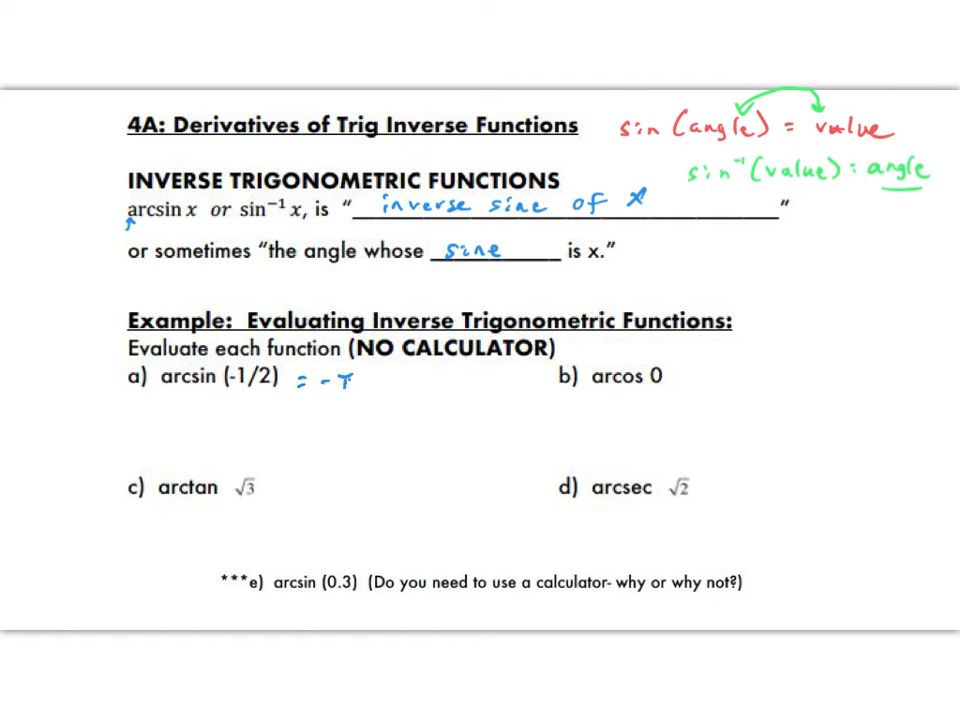 4A: Derivatives of Trig Inverse Functions
sin (angle) = value
sin⁻¹ (value) = angle
INVERSE TRIGONOMETRIC FUNCTIONS
arcsin x or sin⁻¹ x, is “ inverse sine of x ”
or sometimes “the angle whose sine is x.”
Example: Evaluating Inverse Trigonometric Functions:
Evaluate each function (NO CALCULATOR)
a) arcsin (-1/2) = -π b) arcos 0
c) arctan √3 d) arcsec √2
***e) arcsin (0.3) (Do you need to use a calculator- why or why not?)